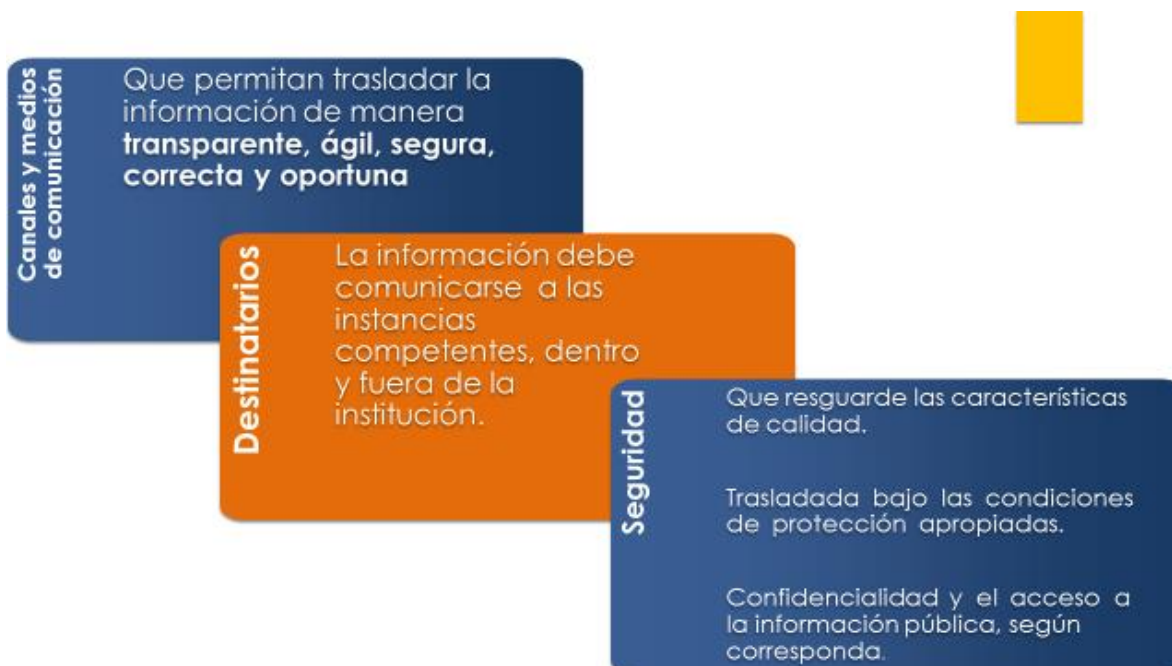 Canales y medios
de comunicación
Que permitan trasladar la
información de manera
transparente, ágil, segura,
correcta y oportuna
Destinatarios
La información debe
comunicarse a las
instancias
competentes, dentro
y fuera de la
institución.
Seguridad
Que resguarde las características
de calidad.
Trasladada bajo las condiciones
de protección apropiadas.
Confidencialidad y el acceso a
la información pública, según
corresponda.